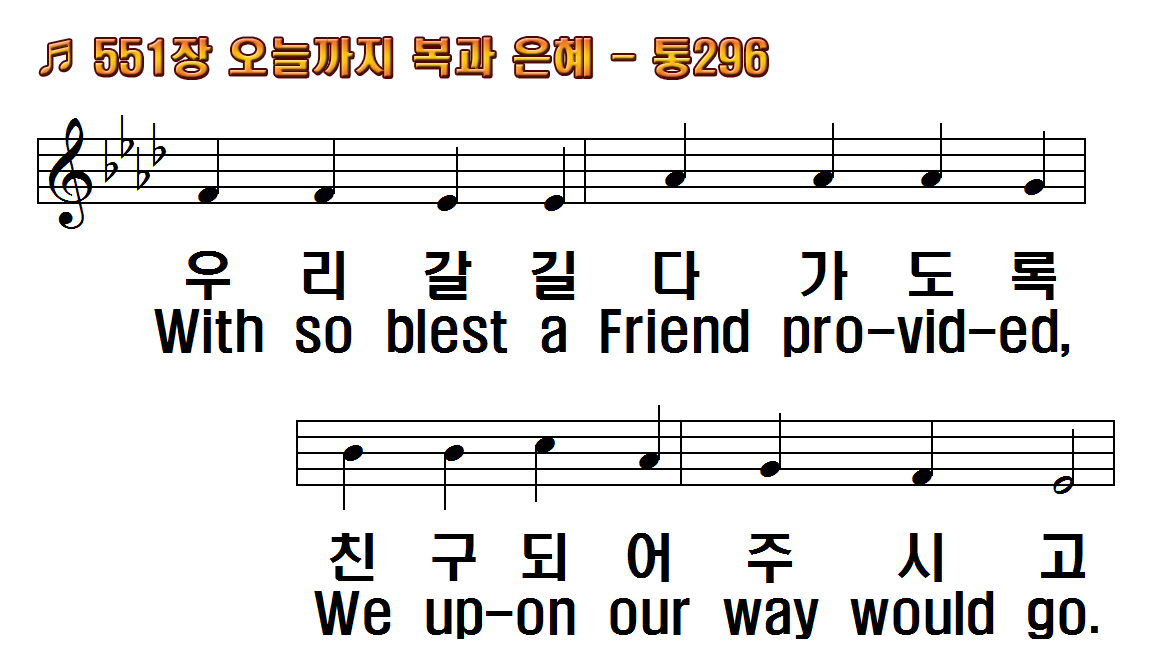 ♬ 551장 오늘까지 복과 은혜 - 통296
우 리 갈 길 다 가 도 록
With so blest a Friend pro-vid-ed,
친 구 되 어 주 시 고
We up-on our way would go.